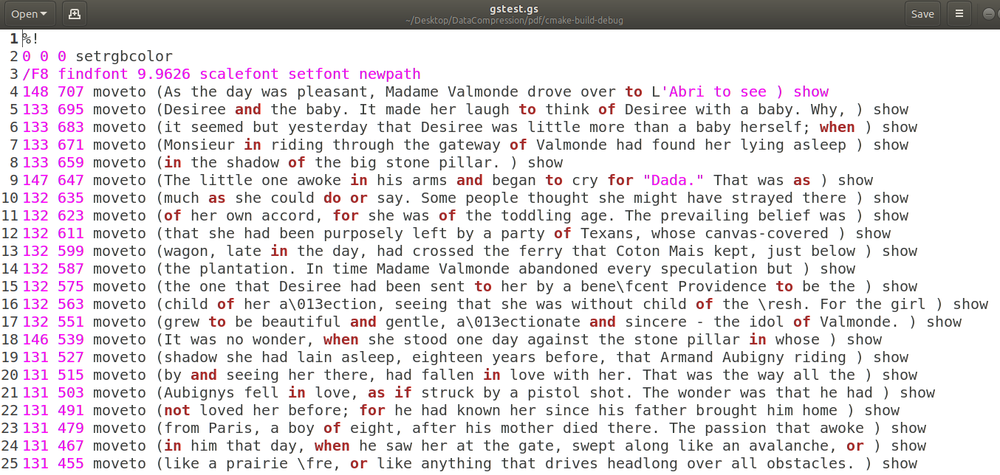 Open
gstest.gs
~/Desktop/DataCompression/pdf/cmake-build-debug
Save
1 %!
2 0 0 0 setrgbcolor
3 /F8 findfont 9.9626 scalefont setfont newpath
4 148 707 moveto (As the day was pleasant, Madame Valmonde drove over to L'Abri to see ) show
5 133 695 moveto (Desiree and the baby. It made her laugh to think of Desiree with a baby. Why, ) show
6 133 683 moveto (it seemed but yesterday that Desiree was little more than a baby herself; when ) show
7 133 671 moveto (Monsieur in riding through the gateway of Valmonde had found her lying asleep ) show
8 133 659 moveto (in the shadow of the big stone pillar. ) show
9 147 647 moveto (The little one awoke in his arms and began to cry for "Dada." That was as ) show
10 132 635 moveto (much as she could do or say. Some people thought she might have strayed there ) show
11 132 623 moveto (of her own accord, for she was of the toddling age. The prevailing belief was ) show
12 132 611 moveto (that she had been purposely left by a party of Texans, whose canvas-covered ) show
13 132 599 moveto (wagon, late in the day, had crossed the ferry that Coton Mais kept, just below ) show
14 132 587 moveto (the plantation. In time Madame Valmonde abandoned every speculation but ) show
15 132 575 moveto (the one that Desiree had been sent to her by a bene\fcent Providence to be the ) show
16 132 563 moveto (child of her a\013ection, seeing that she was without child of the \resh. For the girl ) show
17 132 551 moveto (grew to be beautiful and gentle, a\013ectionate and sincere - the idol of Valmonde. ) show
18 146 539 moveto (It was no wonder, when she stood one day against the stone pillar in whose ) show
19 131 527 moveto (shadow she had lain asleep, eighteen years before, that Armand Aubigny riding ) show
20 131 515 moveto (by and seeing her there, had fallen in love with her. That was the way all the ) show
21 131 503 moveto (Aubignys fell in love, as if struck by a pistol shot. The wonder was that he had ) show
22 131 491 moveto (not loved her before; for he had known her since his father brought him home ) show
23 131 479 moveto (from Paris, a boy of eight, after his mother died there. The passion that awoke ) show
24 131 467 moveto (in him that day, when he saw her at the gate, swept along like an avalanche, or ) show
25 131 455 moveto (like a prairie \fre, or like anything that drives headlong over all obstacles. ) show